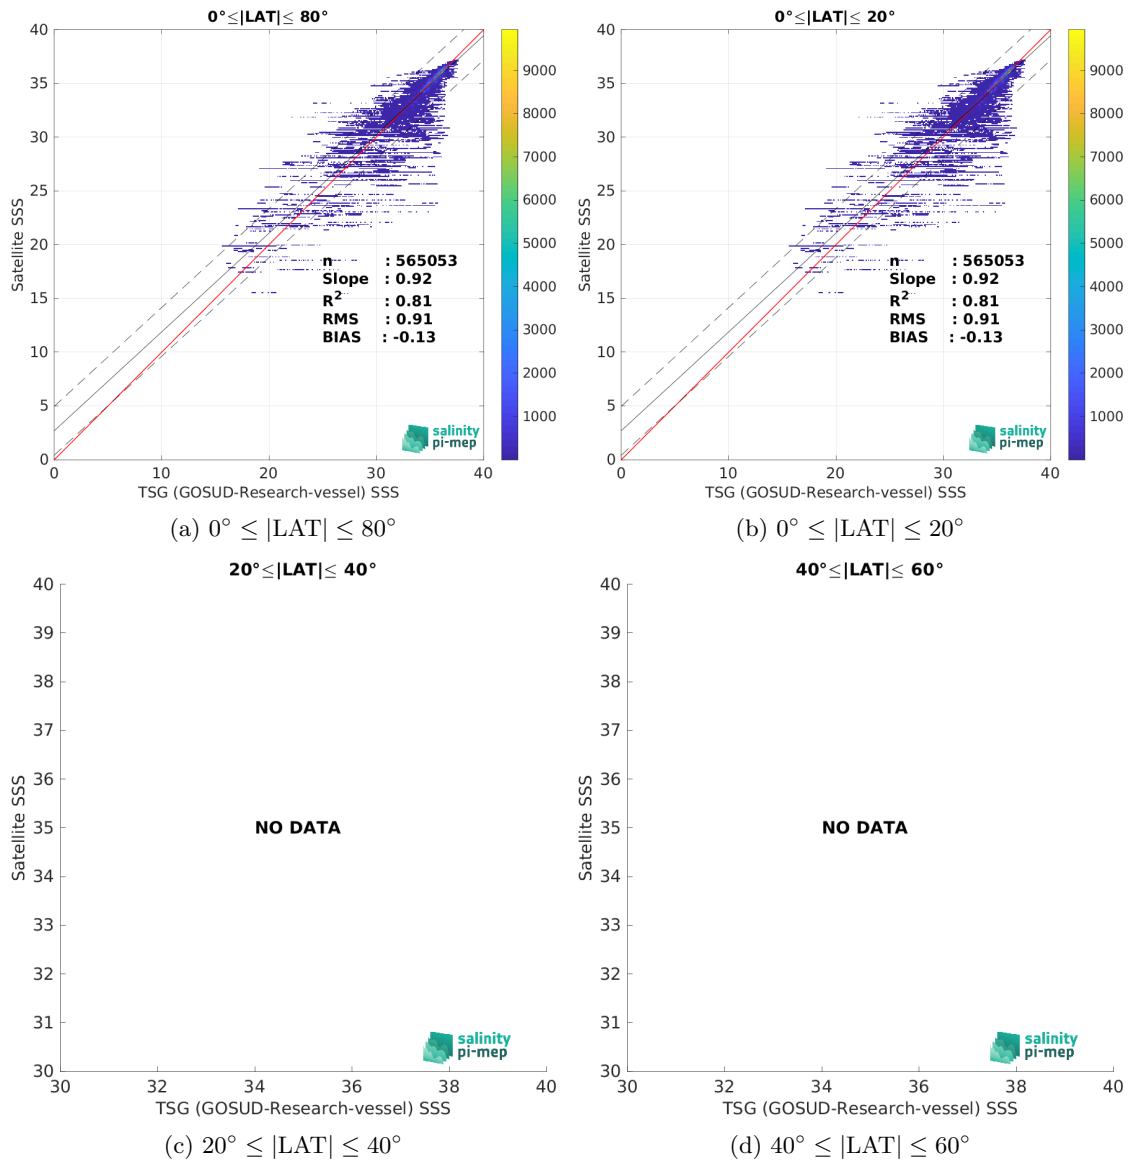 0°≤|LAT|≤ 80°
40
35
30
25
20
15
10
5
0
Satellite SSS
0
10
20
30
40
TSG (GOSUD-Research-vessel) SSS
n : 565053
Slope : 0.92
R² : 0.81
RMS : 0.91
BIAS : -0.13
salinity
pi-mep
9000
8000
7000
6000
5000
4000
3000
2000
1000
(a) 0° ≤ |LAT| ≤ 80°
0°≤|LAT|≤ 20°
40
35
30
25
20
15
10
5
0
Satellite SSS
0
10
20
30
40
TSG (GOSUD-Research-vessel) SSS
n : 565053
Slope : 0.92
R² : 0.81
RMS : 0.91
BIAS : -0.13
salinity
pi-mep
9000
8000
7000
6000
5000
4000
3000
2000
1000
(b) 0° ≤ |LAT| ≤ 20°
20°≤|LAT|≤ 40°
40
39
38
37
36
35
34
33
32
31
30
Satellite SSS
NO DATA
salinity
pi-mep
30
32
34
36
38
40
TSG (GOSUD-Research-vessel) SSS
(c) 20° ≤ |LAT| ≤ 40°
40°≤|LAT|≤ 60°
40
39
38
37
36
35
34
33
32
31
30
Satellite SSS
NO DATA
salinity
pi-mep
30
32
34
36
38
40
TSG (GOSUD-Research-vessel) SSS
(d) 40° ≤ |LAT| ≤ 60°